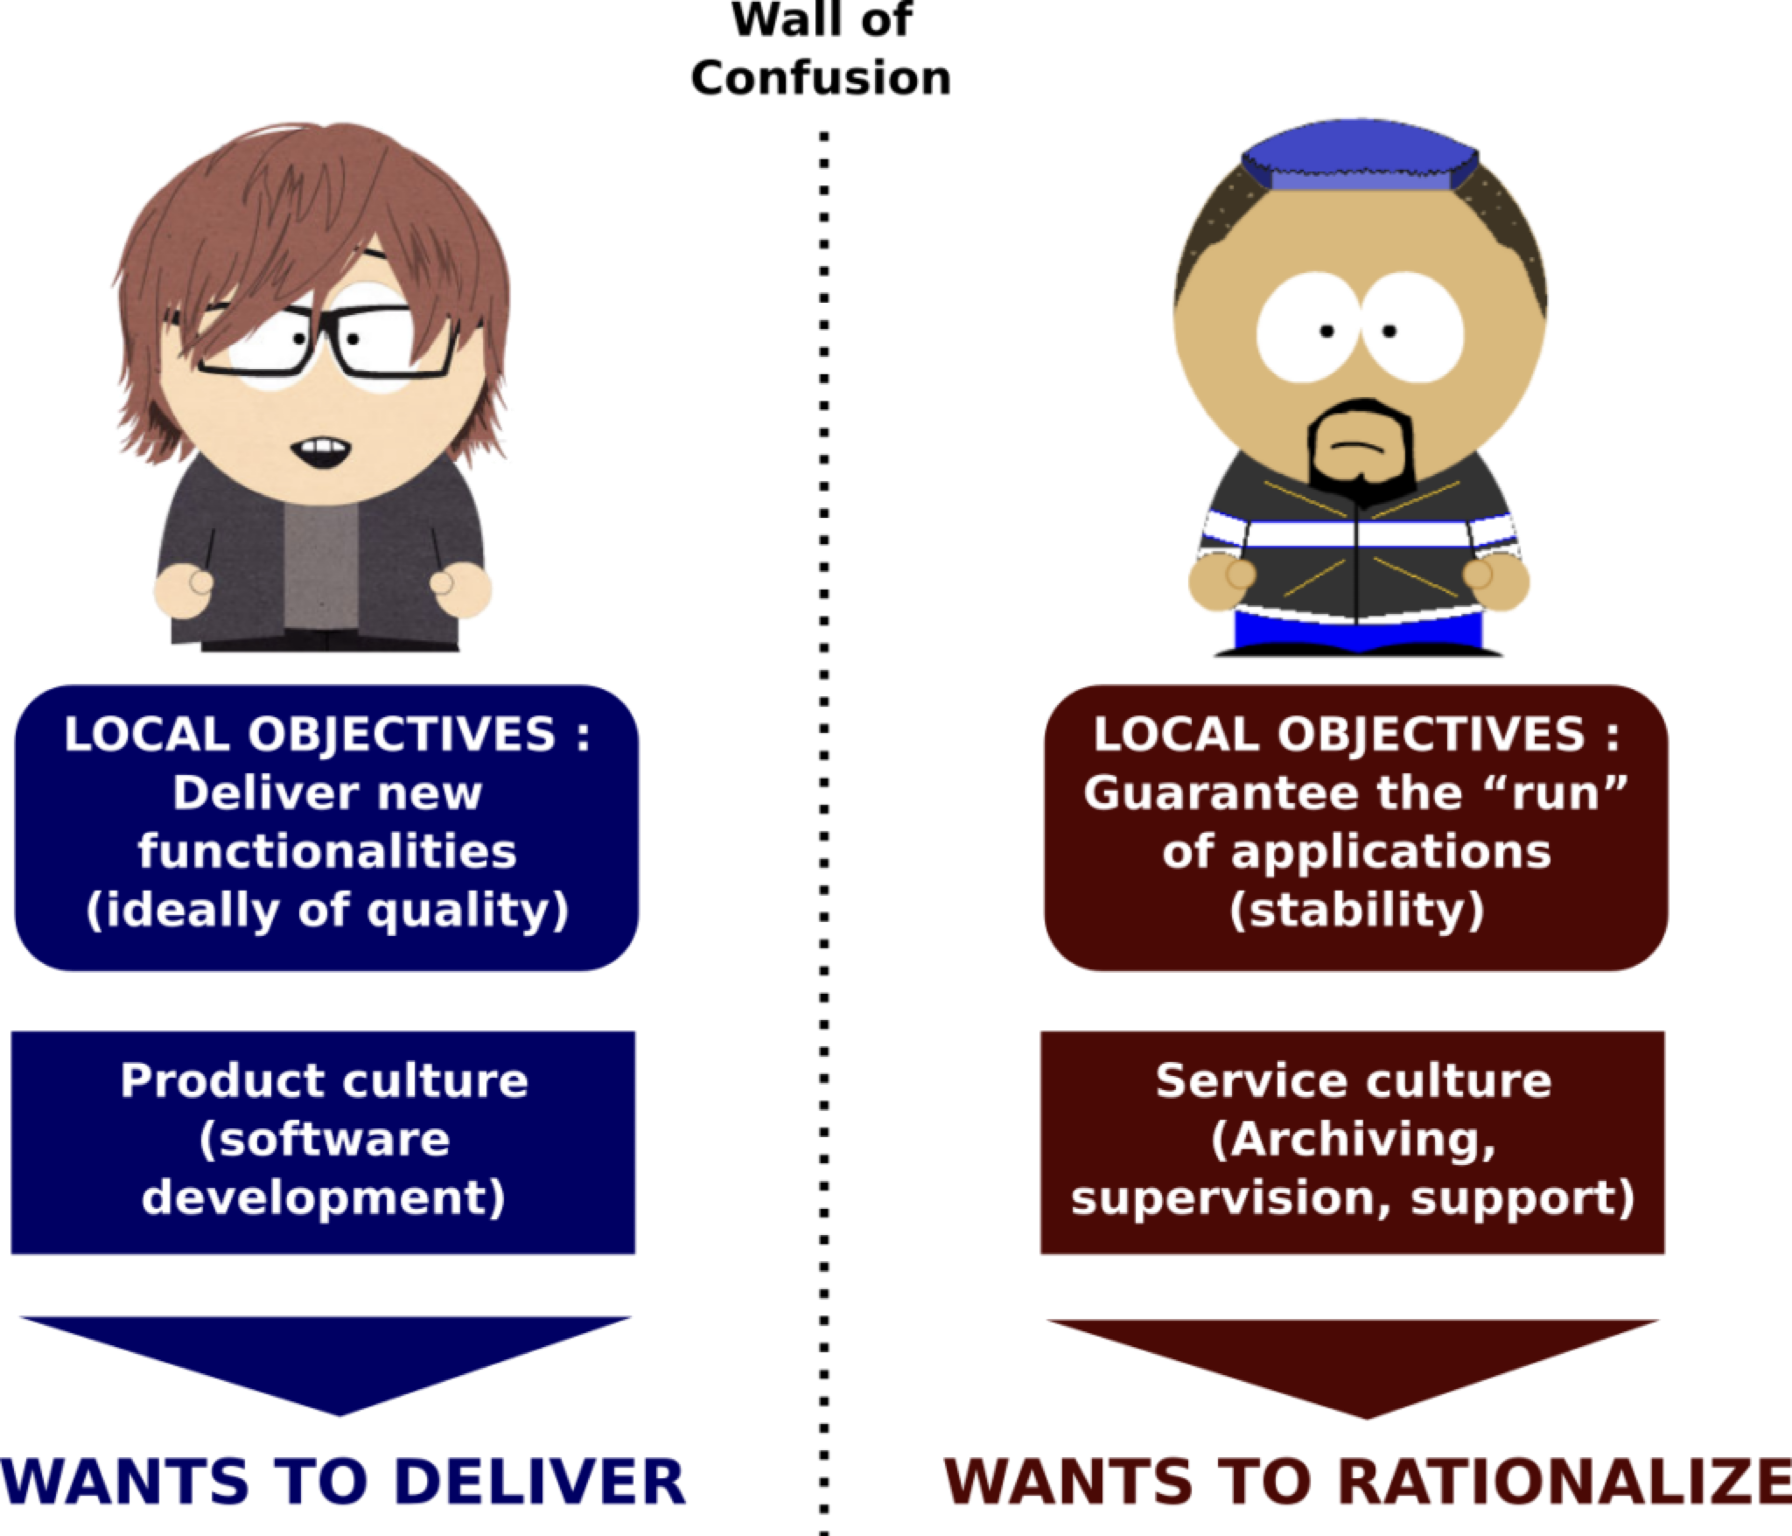 Wall of
Confusion
LOCAL OBJECTIVES :
Deliver new
functionalities
(ideally of quality)
Product culture
(software
development)
WANTS TO DELIVER
LOCAL OBJECTIVES :
Guarantee the “run”
of applications
(stability)
Service culture
(Archiving,
supervision, support)
WANTS TO RATIONALIZE